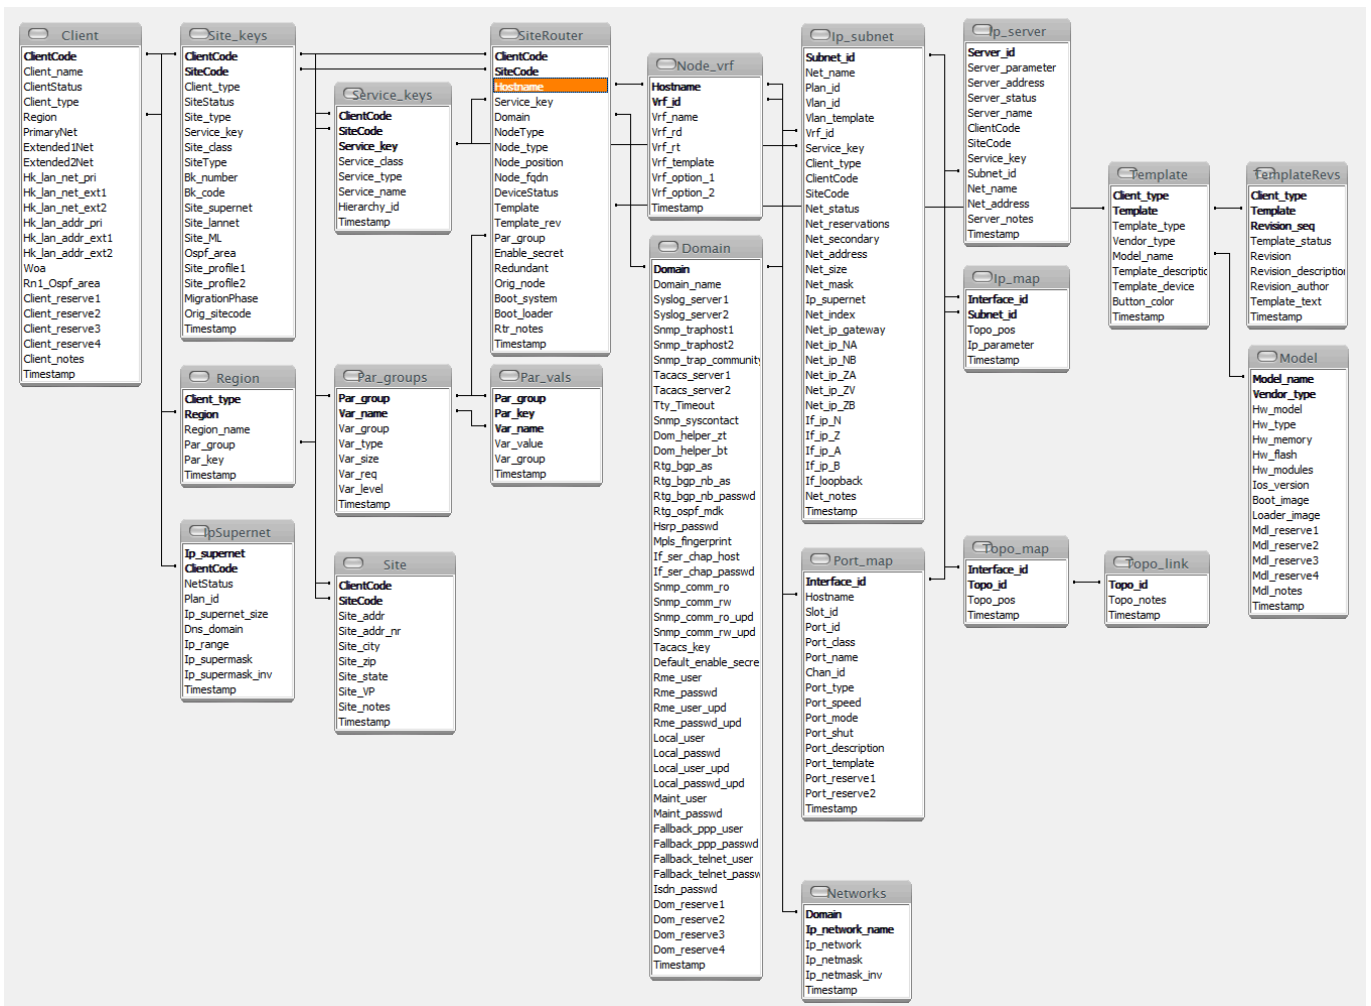 Client
ClientCode
Client_name
ClientStatus
Client_type
Region
PrimaryNet
Extended1Net
Extended2Net
Hk_lan_net_pri
Hk_lan_net_ext1
Hk_lan_net_ext2
Hk_lan_addr_pri
Hk_lan_addr_ext1
Hk_lan_addr_ext2
Woa
Rn1_Ospf_area
Client_reserve1
Client_reserve2
Client_reserve3
Client_reserve4
Client_notes
Timestamp
Site_keys
ClientCode
SiteCode
Client_type
SiteStatus
Site_type
Service_key
Site_class
SiteType
Bk_number
Bk_code
Site_supernet
Site_lannet
Site_ML
Ospf_area
Site_profile1
Site_profile2
MigrationPhase
Orig_sitecode
Timestamp
Region
Client_type
Region
Region_name
Par_group
Par_key
Timestamp
IpSupernet
Ip_supernet
ClientCode
NetStatus
Plan_id
Ip_supernet_size
Dns_domain
Ip_range
Ip_supermask
Ip_supermask_inv
Timestamp
Service_keys
ClientCode
SiteCode
Service_key
Service_class
Service_type
Service_name
Hierarchy_id
Timestamp
Par_groups
Par_group
Var_name
Var_group
Var_type
Var_size
Var_req
Var_level
Timestamp
Site
ClientCode
SiteCode
Site_addr
Site_addr_nr
Site_city
Site_zip
Site_state
Site_VP
Site_notes
Timestamp
SiteRouter
ClientCode
SiteCode
Hostname
Service_key
Domain
NodeType
Node_type
Node_position
Node_fqdn
DeviceStatus
Template
Template_rev
Par_group
Enable_secret
Redundant
Orig_node
Boot_system
Boot_loader
Rtr_notes
Timestamp
Par_vals
Par_group
Par_key
Var_name
Var_value
Var_group
Timestamp
Node_vrf
Hostname
Vrf_id
Vrf_name
Vrf_rd
Vrf_rt
Vrf_template
Vrf_option_1
Vrf_option_2
Timestamp
Domain
Domain
Domain_name
Syslog_server1
Syslog_server2
Snmp_traphost1
Snmp_traphost2
Snmp_trap_community
Tacacs_server1
Tacacs_server2
Tty_Timeout
Snmp_syscontact
Dom_helper_zt
Dom_helper_bt
Rtg_bgp_as
Rtg_bgp_nb_as
Rtg_bgp_nb_passwd
Rtg_ospf_mdk
Hsrp_passwd
Mpls_fingerprint
If_ser_chap_host
If_ser_chap_passwd
Snmp_comm_ro
Snmp_comm_rw
Snmp_comm_ro_upd
Snmp_comm_rw_upd
Tacacs_key
Default_enable_secre
Rme_user
Rme_passwd
Rme_user_upd
Rme_passwd_upd
Local_user
Local_passwd
Local_user_upd
Local_passwd_upd
Maint_user
Maint_passwd
Fallback_ppp_user
Fallback_ppp_passwd
Fallback_telnet_user
Fallback_telnet_passw
Isdn_passwd
Dom_reserve1
Dom_reserve2
Dom_reserve3
Dom_reserve4
Timestamp
Ip_subnet
Subnet_id
Net_name
Plan_id
Vlan_id
Vlan_template
Vrf_id
Service_key
Client_type
ClientCode
SiteCode
Net_status
Net_reservations
Net_secondary
Net_address
Net_size
Net_mask
Ip_supernet
Net_index
Net_ip_gateway
Net_ip_NA
Net_ip_NB
Net_ip_ZA
Net_ip_ZV
Net_ip_ZB
If_ip_N
If_ip_Z
If_ip_A
If_ip_B
If_loopback
Net_notes
Timestamp
Port_map
Interface_id
Hostname
Slot_id
Port_id
Port_class
Port_name
Chan_id
Port_type
Port_speed
Port_mode
Port_shut
Port_description
Port_template
Port_reserve1
Port_reserve2
Timestamp
Networks
Domain
Ip_network_name
Ip_network
Ip_netmask
Ip_netmask_inv
Timestamp
Ip_server
Server_id
Server_parameter
Server_address
Server_status
Server_name
ClientCode
SiteCode
Service_key
Subnet_id
Net_name
Net_address
Server_notes
Timestamp
Ip_map
Interface_id
Subnet_id
Topo_pos
Ip_parameter
Timestamp
Topo_map
Interface_id
Topo_id
Topo_pos
Timestamp
Topo_link
Topo_id
Topo_notes
Timestamp
Template
Client_type
Template
Template_type
Vendor_type
Model_name
Template_descriptic
Template_device
Button_color
Timestamp
TemplateRevs
Client_type
Template
Revision_seq
Template_status
Revision
Revision_description
Revision_author
Template_text
Timestamp
Model
Model_name
Vendor_type
Hw_model
Hw_type
Hw_memory
Hw_flash
Hw_modules
Ios_version
Boot_image
Loader_image
Mdl_reserve1
Mdl_reserve2
Mdl_reserve3
Mdl_reserve4
Mdl_notes
Timestamp